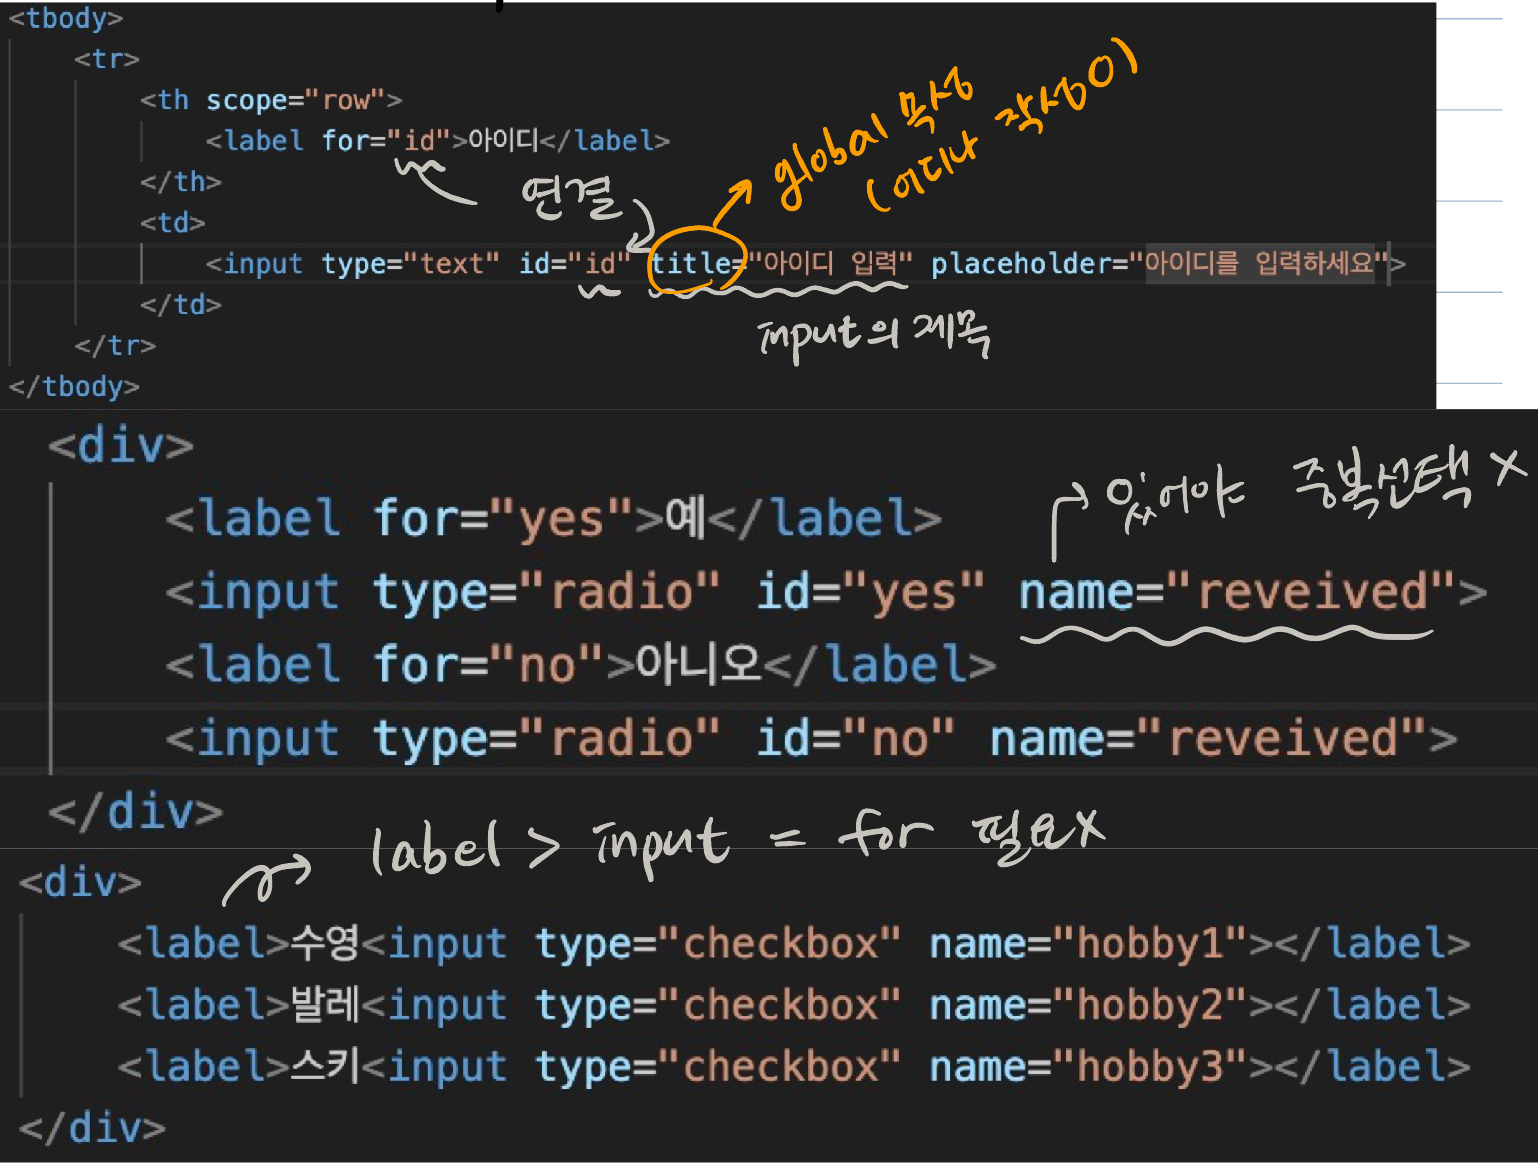 <tbody>
<tr>
<th scope="row">
<label for="id">아이디</label>
</th>
<td>
<input type="text" id="id" title="아이디 입력" placeholder="아이디를 입력하세요">
</td>
</tr>
</tbody>
연결
global 속성
(어디나 작성 O)
input의 제목
<div>
<label for="yes">예</label>
<input type="radio" id="yes" name="reveived">
<label for="no">아니오</label>
<input type="radio" id="no" name="reveived">
</div>
있어야 중복선택 X
label > input = for 필요X
<div>
<label>수영<input type="checkbox" name="hobby1"></label>
<label>발레<input type="checkbox" name="hobby2"></label>
<label>스키<input type="checkbox" name="hobby3"></label>
</div>